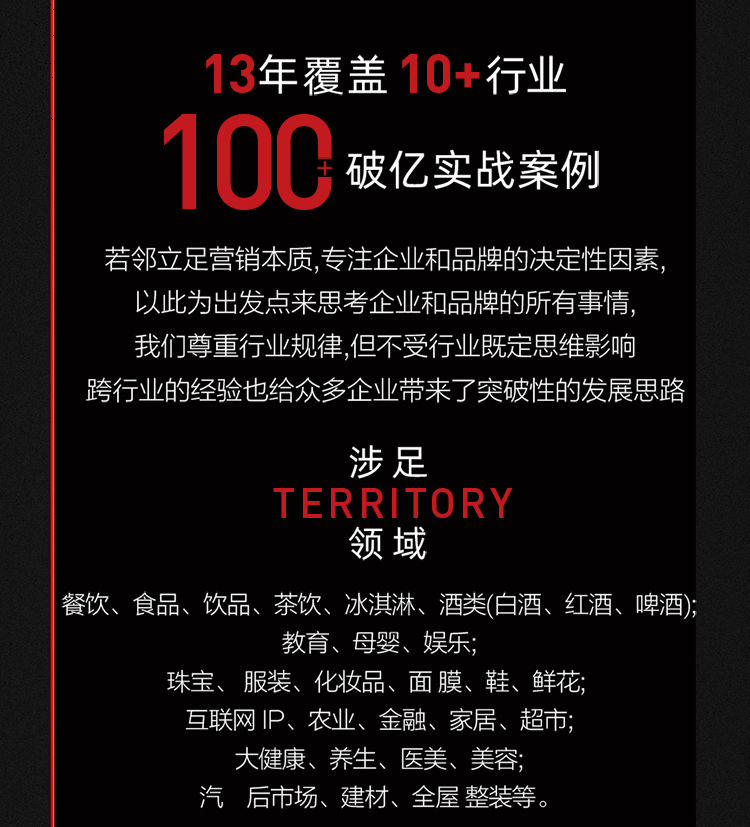 13年覆盖 10+行业
100+破亿实战案例
若邻立足营销本质,专注企业和品牌的决定性因素,
以此为出发点来思考企业和品牌的所有事情,
我们尊重行业规律,但不受行业既定思维影响
跨行业的经验也给众多企业带来了突破性的发展思路
涉足
TERRITORY
领域
餐饮、食品、饮品、茶饮、冰淇淋、酒类(白酒、红酒、啤酒);
教育、母婴、娱乐;
珠宝、 服装、化妆品、面 膜、鞋、鲜花;
互联网 IP、农业、金融、家居、超市;
大健康、养生、医美、美容;
汽 后市场、建材、全屋 整装等。